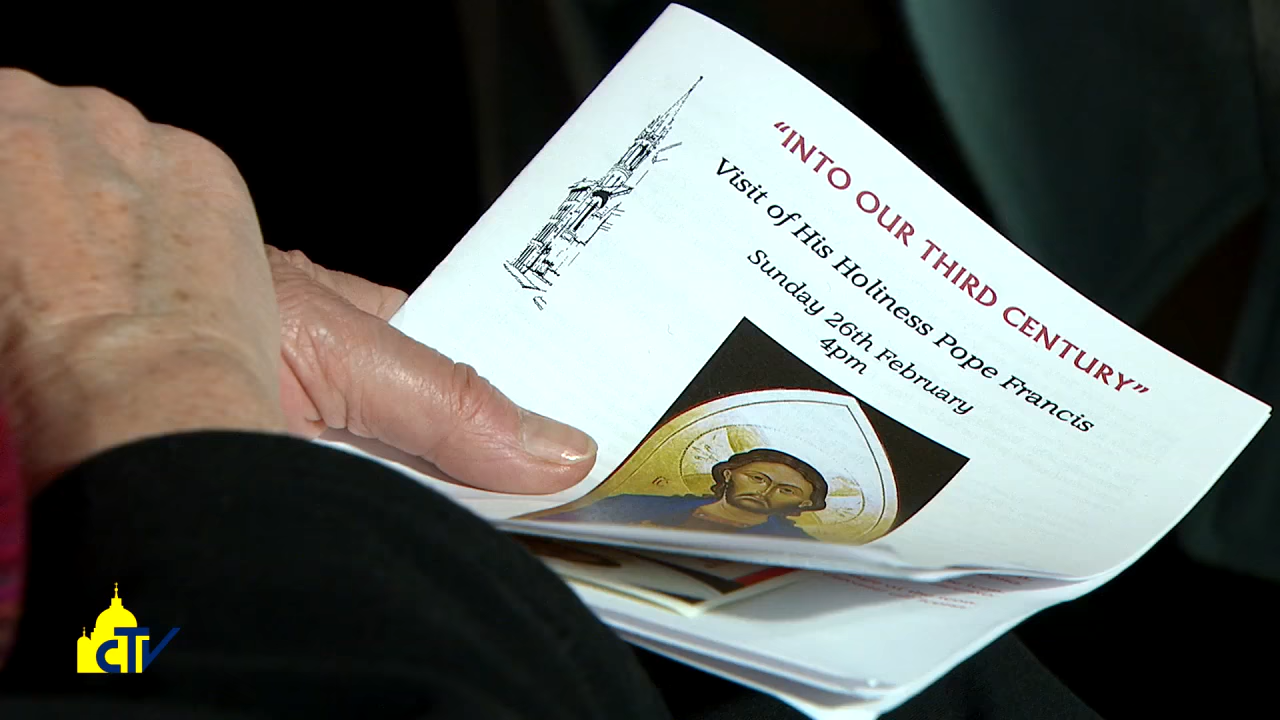 “INTO OUR THIRD CENTURY”
Visit of His Holiness Pope Francis
Sunday 26th February
4pm
CTV